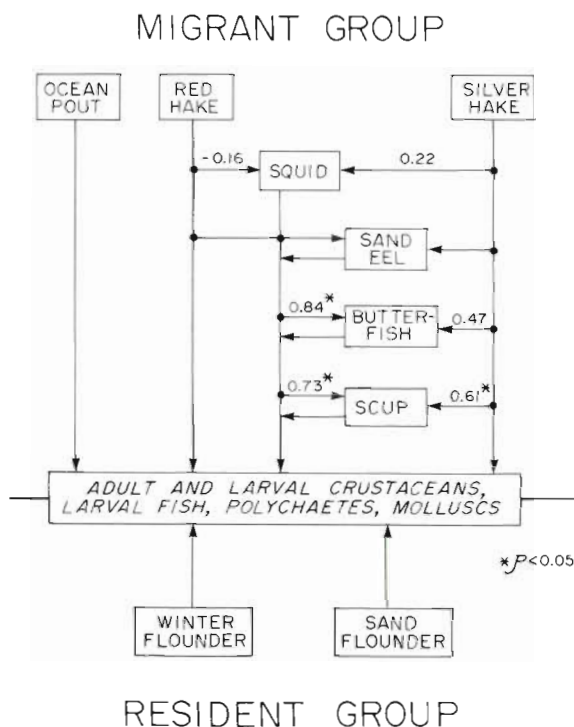 MIGRANT GROUP
OCEAN
POUT
RED
HAKE
SILVER
HAKE
-0.16
SQUID
0.22
SAND
EEL
0.84*
BUTTER-
FISH
0.47
0.73*
SCUP
0.61*
ADULT AND LARVAL CRUSTACEANS,
LARVAL FISH, POLYCHAETES, MOLLUSCS
*P<0.05
WINTER
FLOUNDER
SAND
FLOUNDER
RESIDENT GROUP